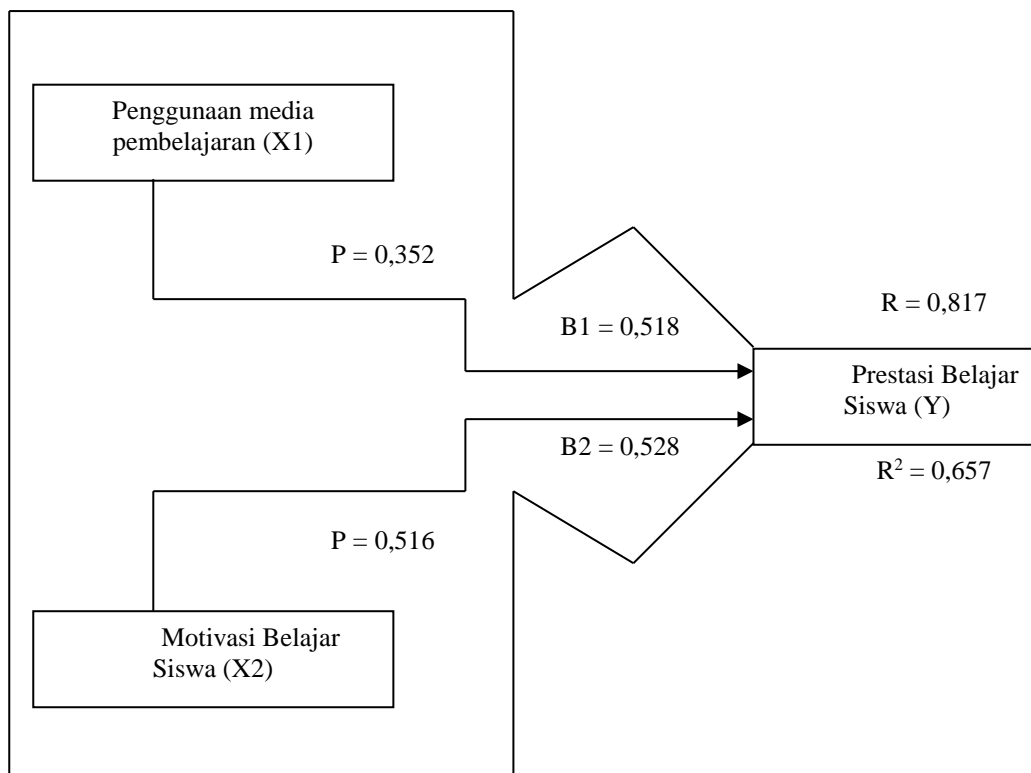 Penggunaan media
pembelajaran (X1)
P = 0,352
B1 = 0,518
R = 0,817
Prestasi Belajar
Siswa (Y)
B2 = 0,528
R² = 0,657
P = 0,516
Motivasi Belajar
Siswa (X2)